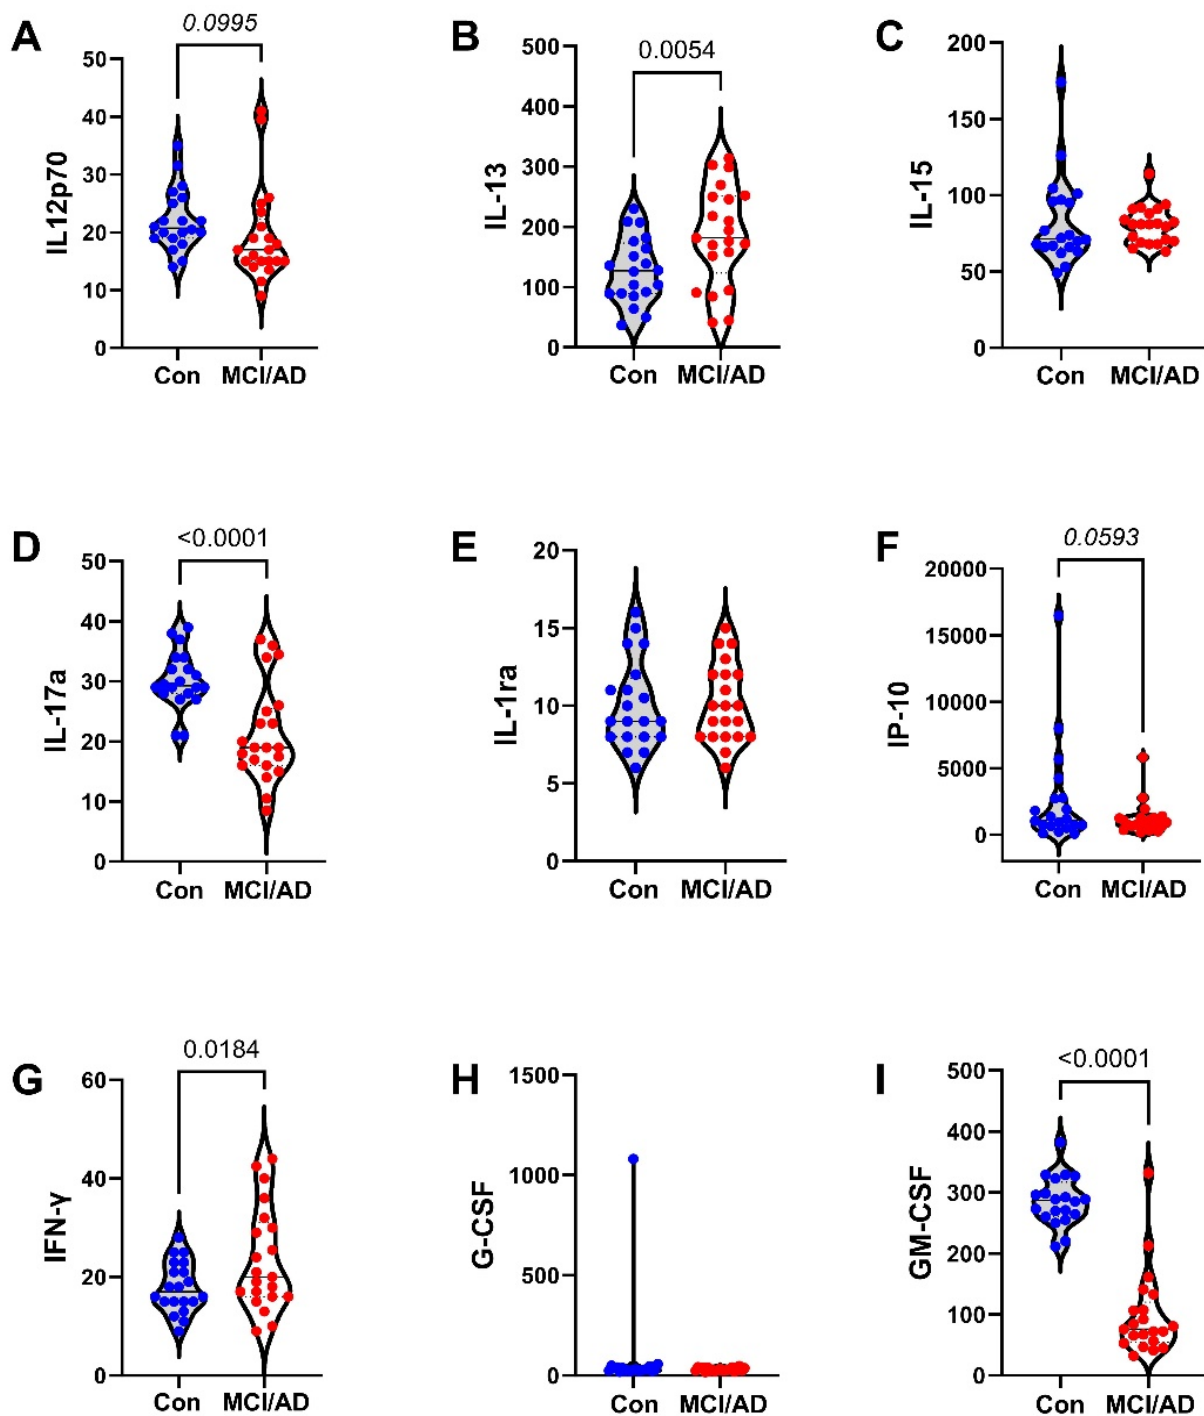 A
0.0995
IL12p70
50
40
30
20
10
0
Con MCI/AD
B
0.0054
IL-13
500
400
300
200
100
0
Con MCI/AD
C
IL-15
200
150
100
50
0
Con MCI/AD
D
<0.0001
IL-17a
50
40
30
20
10
0
Con MCI/AD
E
IL-1ra
20
15
10
5
0
Con MCI/AD
F
0.0593
IP-10
20000
15000
10000
5000
0
Con MCI/AD
G
0.0184
IFN-γ
60
40
20
0
Con MCI/AD
H
G-CSF
1500
1000
500
0
Con MCI/AD
I
<0.0001
GM-CSF
500
400
300
200
100
0
Con MCI/AD